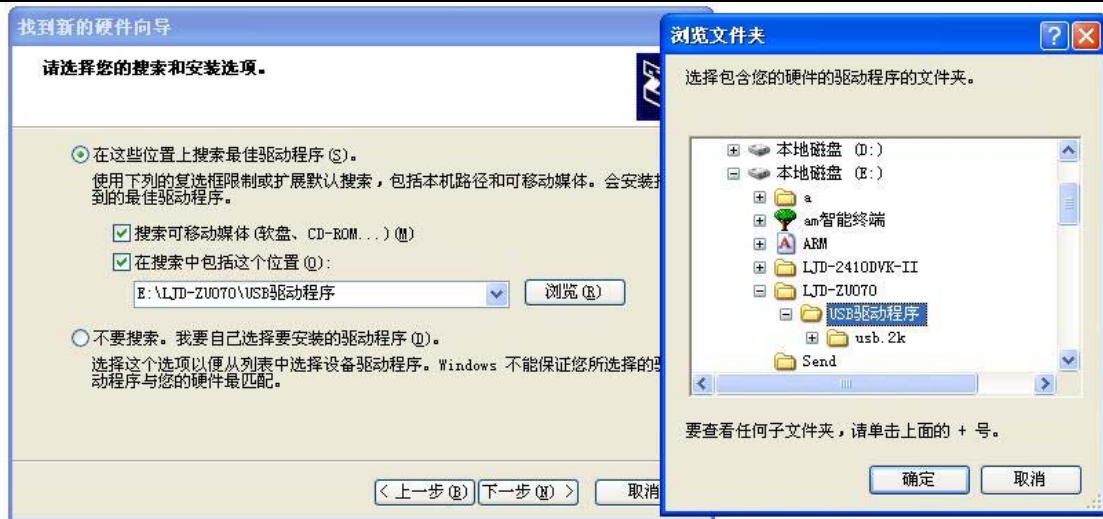 找到新的硬件向导
请选择您的搜索和安装选项。
在这些位置上搜索最佳驱动程序(S)。
使用下列的复选框限制或扩展默认搜索，包括本机路径和可移动媒体。会安装
到的最佳驱动程序。
搜索可移动媒体(软盘、CD-ROM...)(M)
在搜索中包括这个位置(O):
E:\LJD-ZU070\USB驱动程序
浏览(R)
不要搜索。我要自己选择要安装的驱动程序(D)。
选择这个选项以便从列表中选择设备驱动程序。Windows 不能保证您所选择的
动程序与您的硬件最匹配。
< 上一步(B)
下一步(N) >
取消
浏览文件夹
选择包含您的硬件的驱动程序的文件夹。
本地磁盘 (D:)
本地磁盘 (E:)
a
am智能终端
ARM
LJD-2410DVK-II
LJD-ZU070
USB驱动程序
usb.2k
Send
要查看任何子文件夹，请单击上面的 + 号。
确定
取消